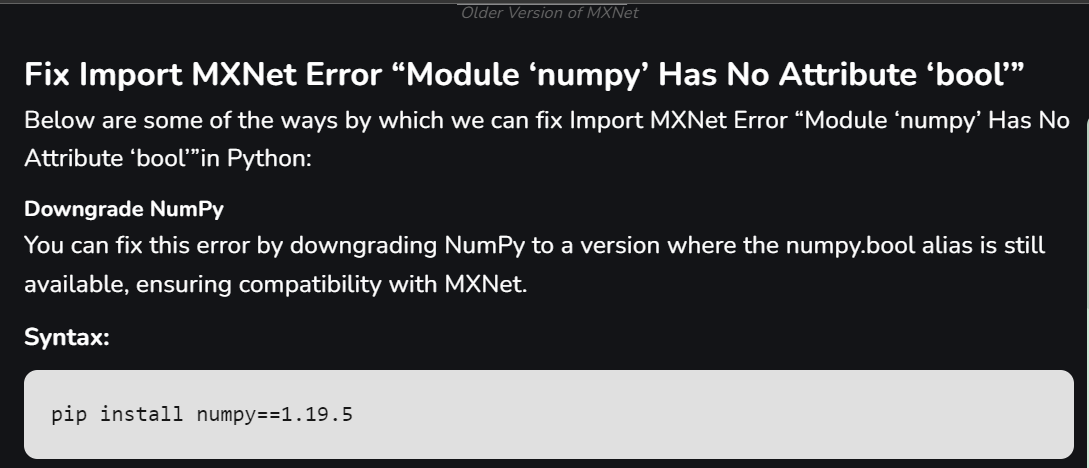 Older Version of MXNet
Fix Import MXNet Error “Module ‘numpy’ Has No Attribute ‘bool’”
Below are some of the ways by which we can fix Import MXNet Error “Module ‘numpy’ Has No
Attribute ‘bool’”in Python:
Downgrade NumPy
You can fix this error by downgrading NumPy to a version where the numpy.bool alias is still
available, ensuring compatibility with MXNet.
Syntax:
pip install numpy==1.19.5